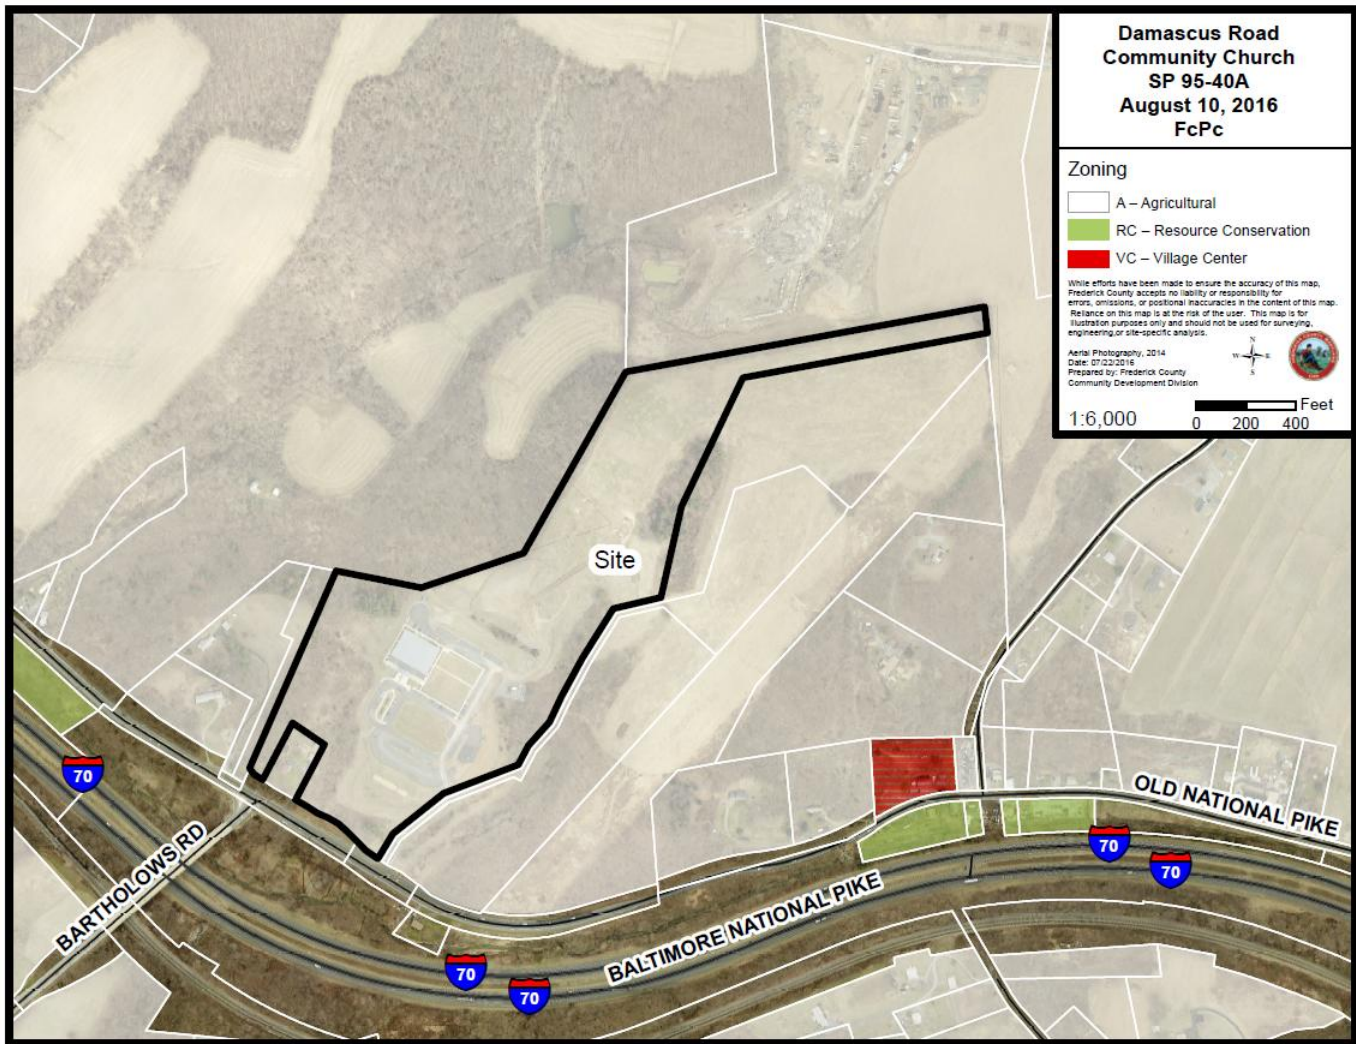 Damascus Road
Community Church
SP 95-40A
August 10, 2016
FcPc
Zoning
A – Agricultural
RC – Resource Conservation
VC – Village Center
While efforts have been made to ensure the accuracy of this map,
Frederick County accepts no liability or responsibility for
errors, omissions, or positional inaccuracies in the content of this map.
Reliance on this map is at the risk of the user. This map is for
illustration purposes only and should not be used for surveying,
engineering,or site-specific analysis.
Aerial Photography, 2014
Date: 07/22/2016
Prepared by: Frederick County
Community Development Division
N
W E
S
1:6,000
Feet
0 200 400
Site
70
BARTHOLOWS RD
OLD NATIONAL PIKE
70
70
BALTIMORE NATIONAL PIKE
70
70